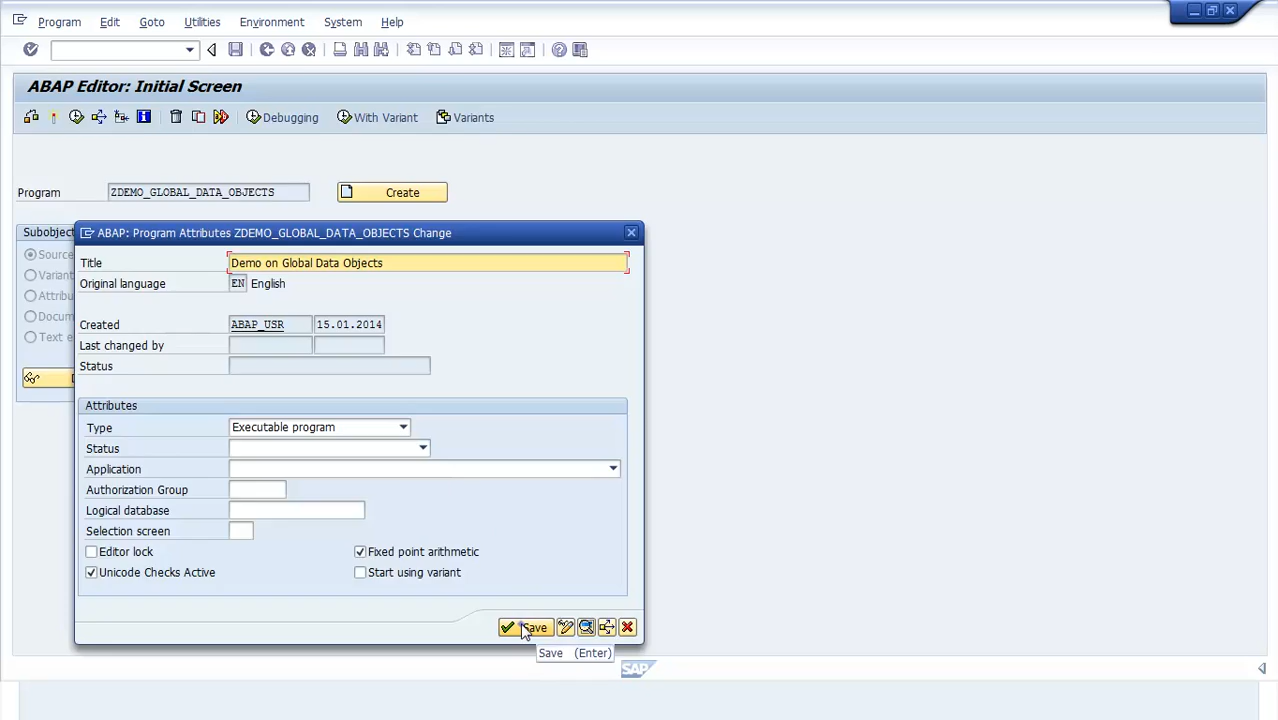 Program Edit Goto Utilities Environment System Help
ABAP Editor: Initial Screen
Debugging With Variant Variants
Program ZDEMO_GLOBAL_DATA_OBJECTS Create
Subobject
ABAP: Program Attributes ZDEMO_GLOBAL_DATA_OBJECTS Change
Title Demo on Global Data Objects
Original language EN English
Created ABAP_USR 15.01.2014
Last changed by
Status
Attributes
Type Executable program
Status
Application
Authorization Group
Logical database
Selection screen
Editor lock Fixed point arithmetic
Unicode Checks Active Start using variant
Save
Save (Enter)
SAP